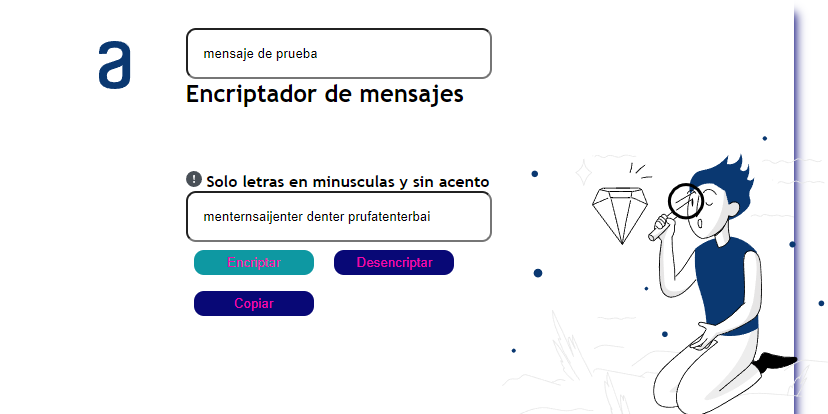 a
mensaje de prueba
Encriptador de mensajes
! Solo letras en minusculas y sin acento
menternsaijenter denter prufatenterbai
Encriptar Desencriptar
Copiar